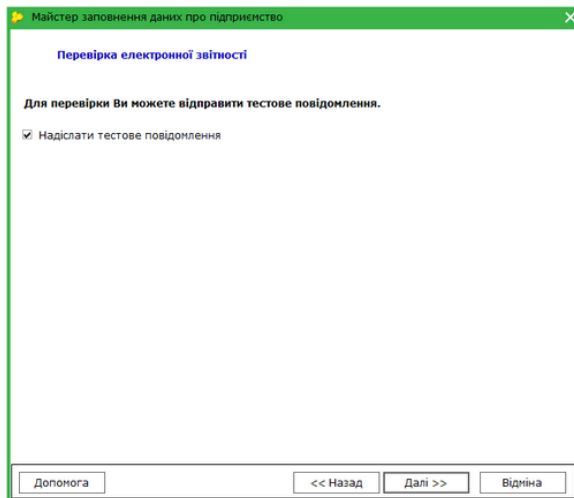 Майстер заповнення даних про підприємство
Перевірка електронної звітності
Для перевірки Ви можете відправити тестове повідомлення.
Надіслати тестове повідомлення
Допомога
<< Назад
Далі >>
Відміна